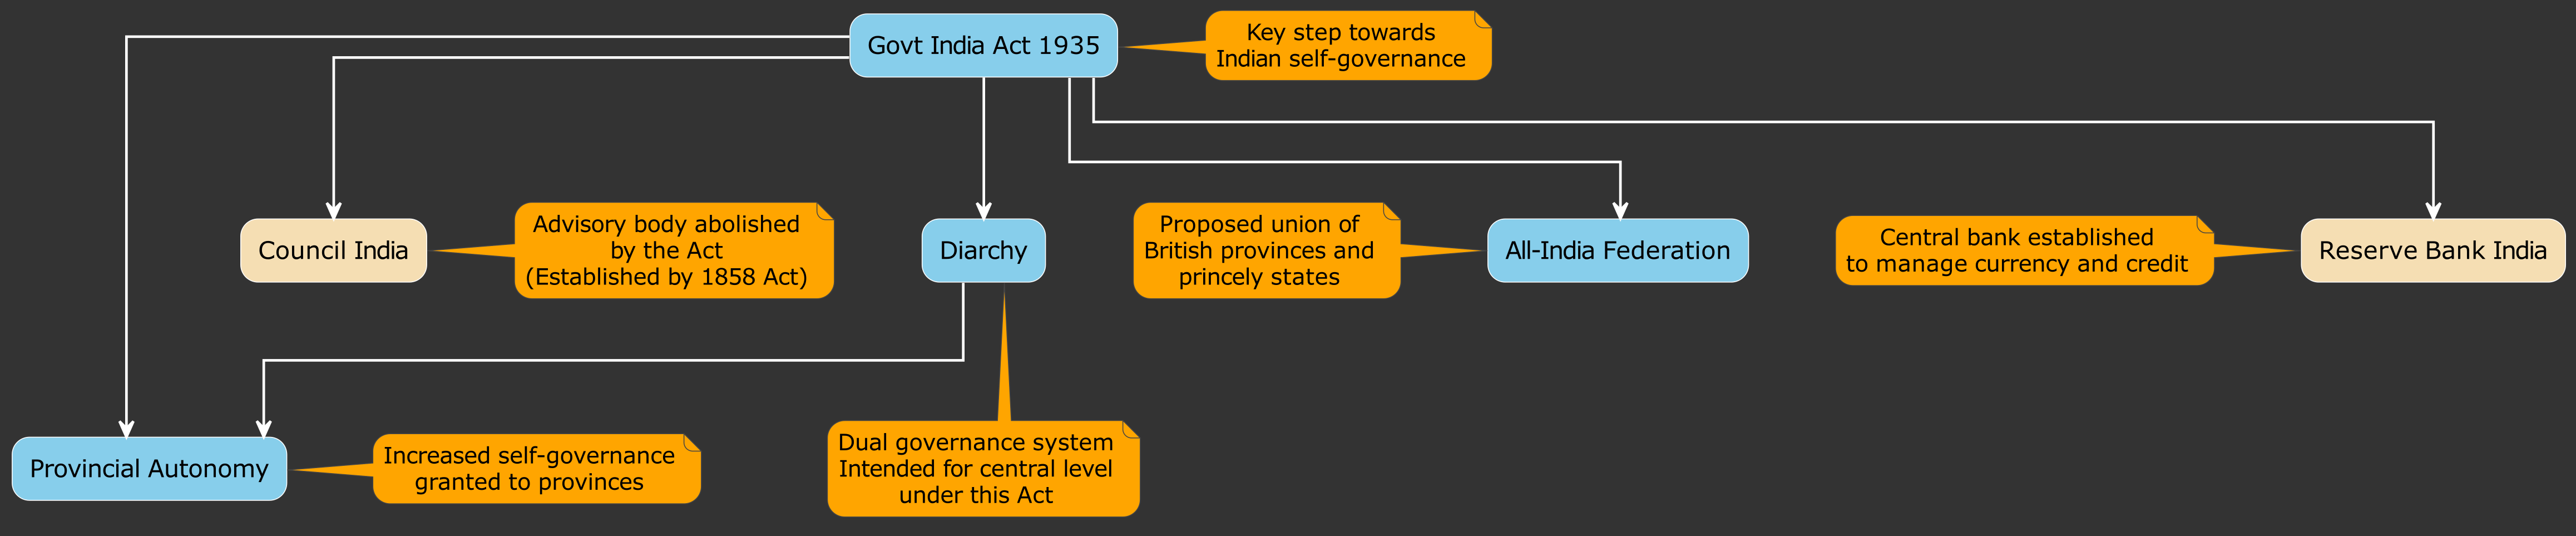 Govt India Act 1935
Key step towards
Indian self-governance
Council India
Advisory body abolished
by the Act
(Established by 1858 Act)
Diarchy
Proposed union of
British provinces and
princely states
All-India Federation
Central bank established
to manage currency and credit
Reserve Bank India
Provincial Autonomy
Increased self-governance
granted to provinces
Dual governance system
Intended for central level
under this Act